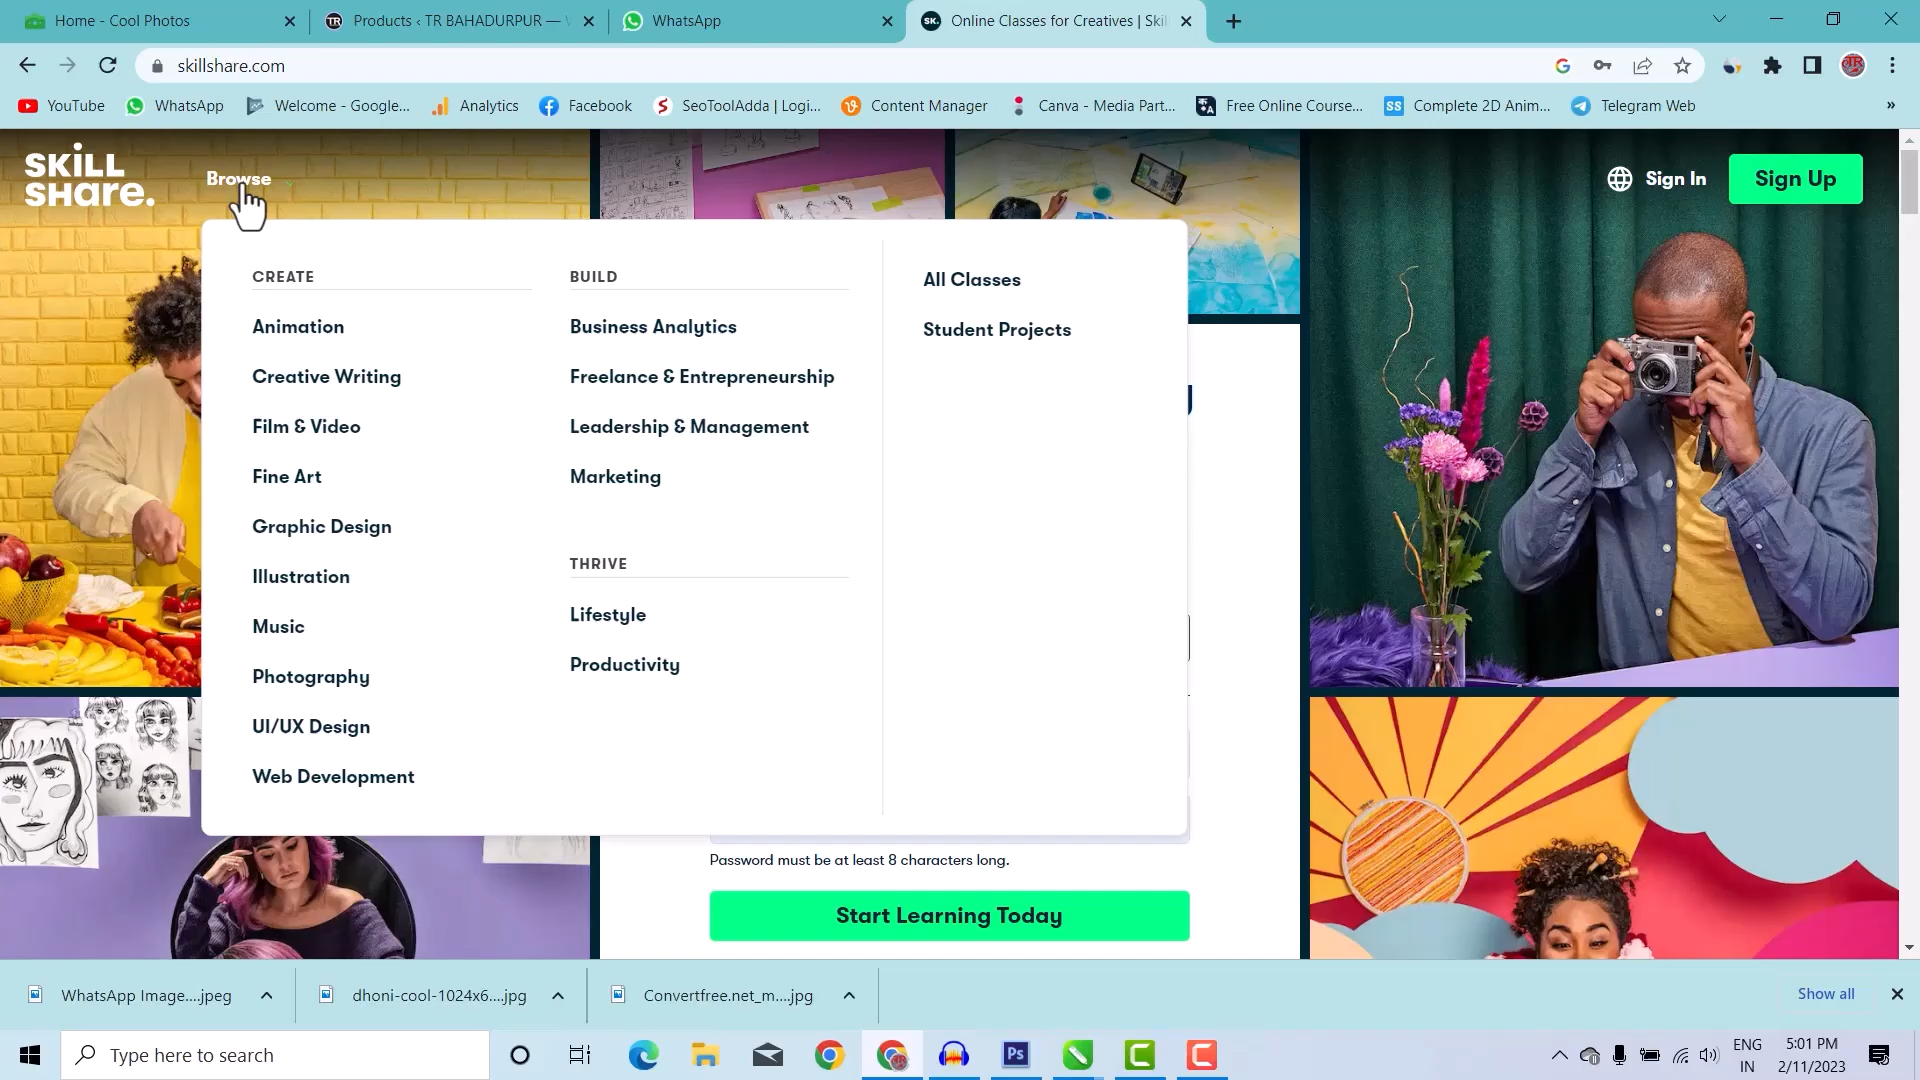 Home - Cool Photos
Products ‹ TR BAHADURPUR —
WhatsApp
SK. Online Classes for Creatives | Skil
skillshare.com
YouTube
WhatsApp
Welcome - Google...
Analytics
Facebook
SeoToolAdda | Logi...
Content Manager
Canva - Media Part...
Free Online Course...
SS Complete 2D Anim...
Telegram Web
»
SKILL
SHARE.
Browse
Sign In
Sign Up
CREATE
Animation
Creative Writing
Film & Video
Fine Art
Graphic Design
Illustration
Music
Photography
UI/UX Design
Web Development
BUILD
Business Analytics
Freelance & Entrepreneurship
Leadership & Management
Marketing
THRIVE
Lifestyle
Productivity
All Classes
Student Projects
Password must be at least 8 characters long.
Start Learning Today
WhatsApp Image....jpeg
dhoni-cool-1024x6....jpg
Convertfree.net_m....jpg
Show all
Type here to search
Ps
ENG
IN
5:01 PM
2/11/2023